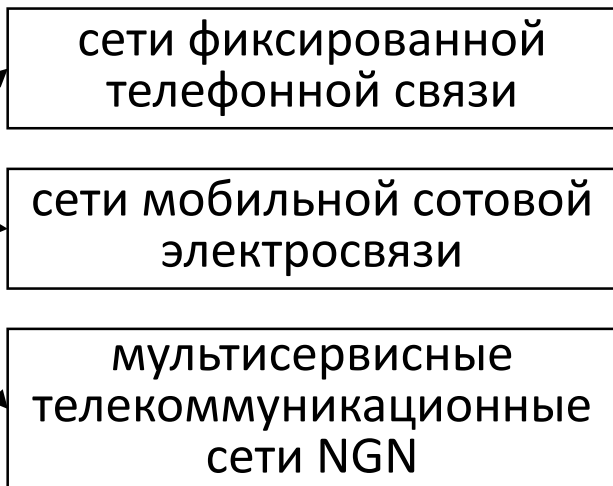 сети фиксированной
телефонной связи
сети мобильной сотовой
электросвязи
мультисервисные
телекоммуникационные
сети NGN